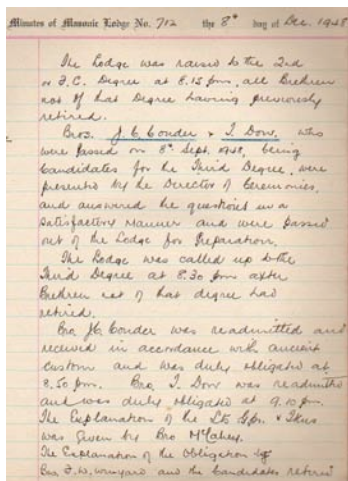 Minutes of Masonic Lodge No. 712 the 8th day of Dec. 1948
The Lodge was raised to the 2nd
or F.C. Degree at 8.15 pm, all Brethren
not of that Degree having previously
retired.
Bros. J. C. Conder & T. Dow, who
were passed on 8th Sept. 1948, being
Candidates for the Third Degree, were
presented by the Director of Ceremonies,
and answered the questions in a
satisfactory manner and were passed
out of the Lodge for Preparation.
The Lodge was called up to the
Third Degree at 8.30 pm after
Brethren not of that degree had
retired.
Bro J C Conder was readmitted and
received in accordance with ancient
custom and was duly obligated at
8.50 pm. Bro. T. Dow was readmitted
and was duly obligated at 9.10 pm.
The Explanation of the &
was given by Bro McCabey.
The Explanation of the Obligation by
Bro F. W. and the Candidates retired